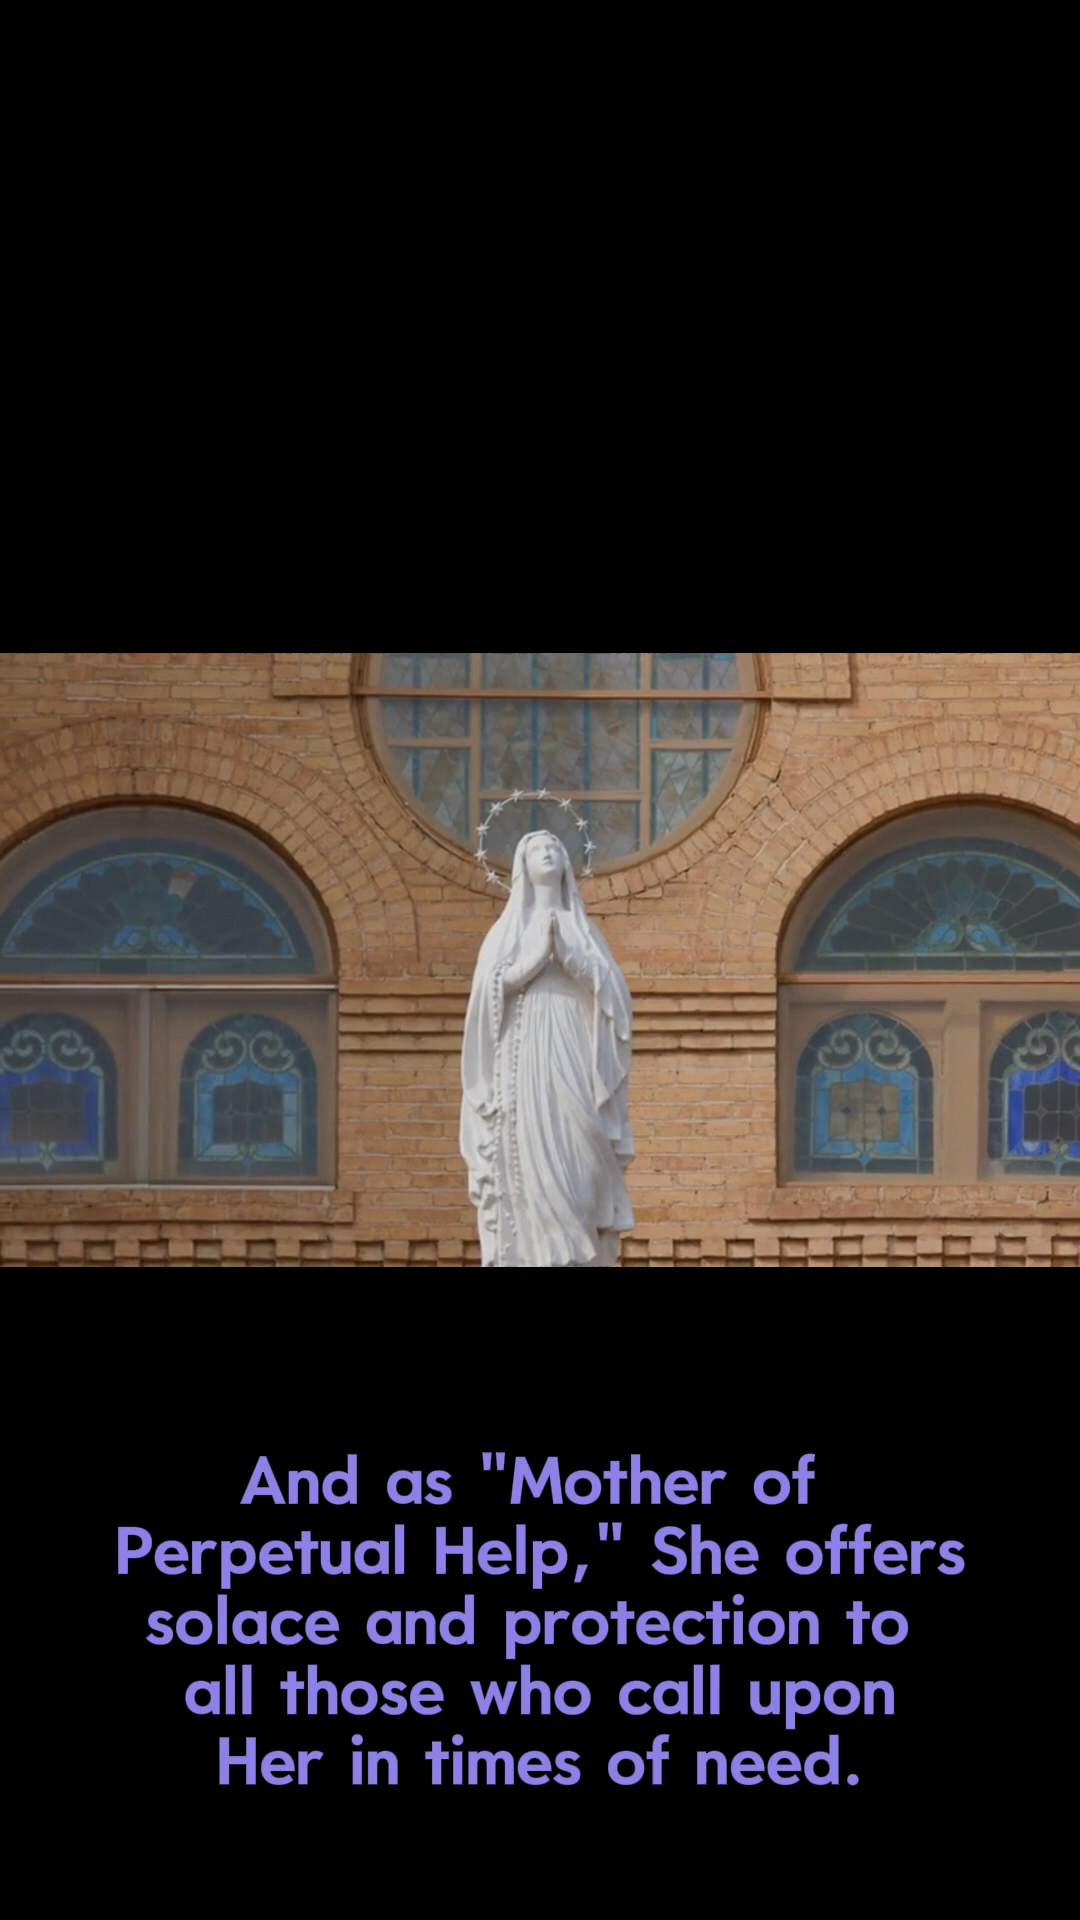 And as "Mother of
Perpetual Help," She offers
solace and protection to
all those who call upon
Her in times of need.